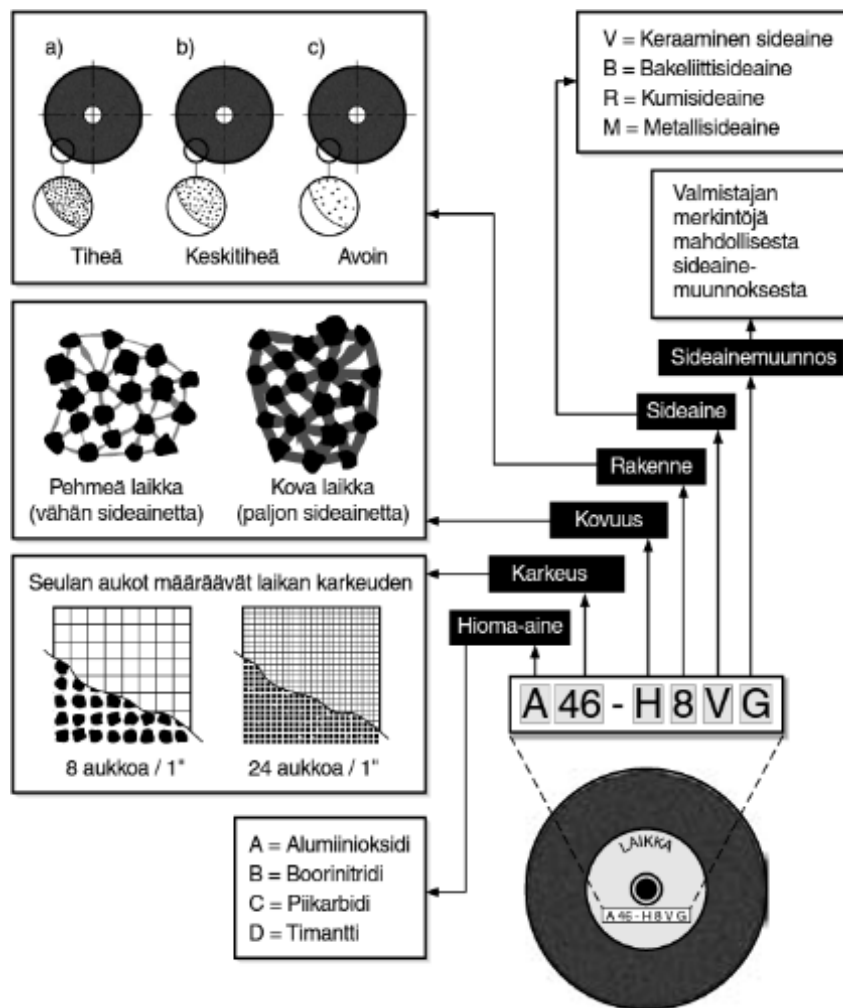 a)
b)
c)
Tiheä
Keskitiheä
Avoin
V = Keraaminen sideaine
B = Bakeliittisideaine
R = Kumisideaine
M = Metallisideaine
Valmistajan
merkintöjä
mahdollisesta
sideaine-
muunnoksesta
Sideainemuunnos
Sideaine
Rakenne
Pehmeä laikka
(vähän sideainetta)
Kova laikka
(paljon sideainetta)
Kovuus
Karkeus
Hioma-aine
Seulan aukot määräävät laikan karkeuden
8 aukkoa / 1"
24 aukkoa / 1"
A 46 - H 8 V G
A = Alumiinioksidi
B = Boorinitridi
C = Piikarbidi
D = Timantti
LAIKKA
A 46 - H 8 V G